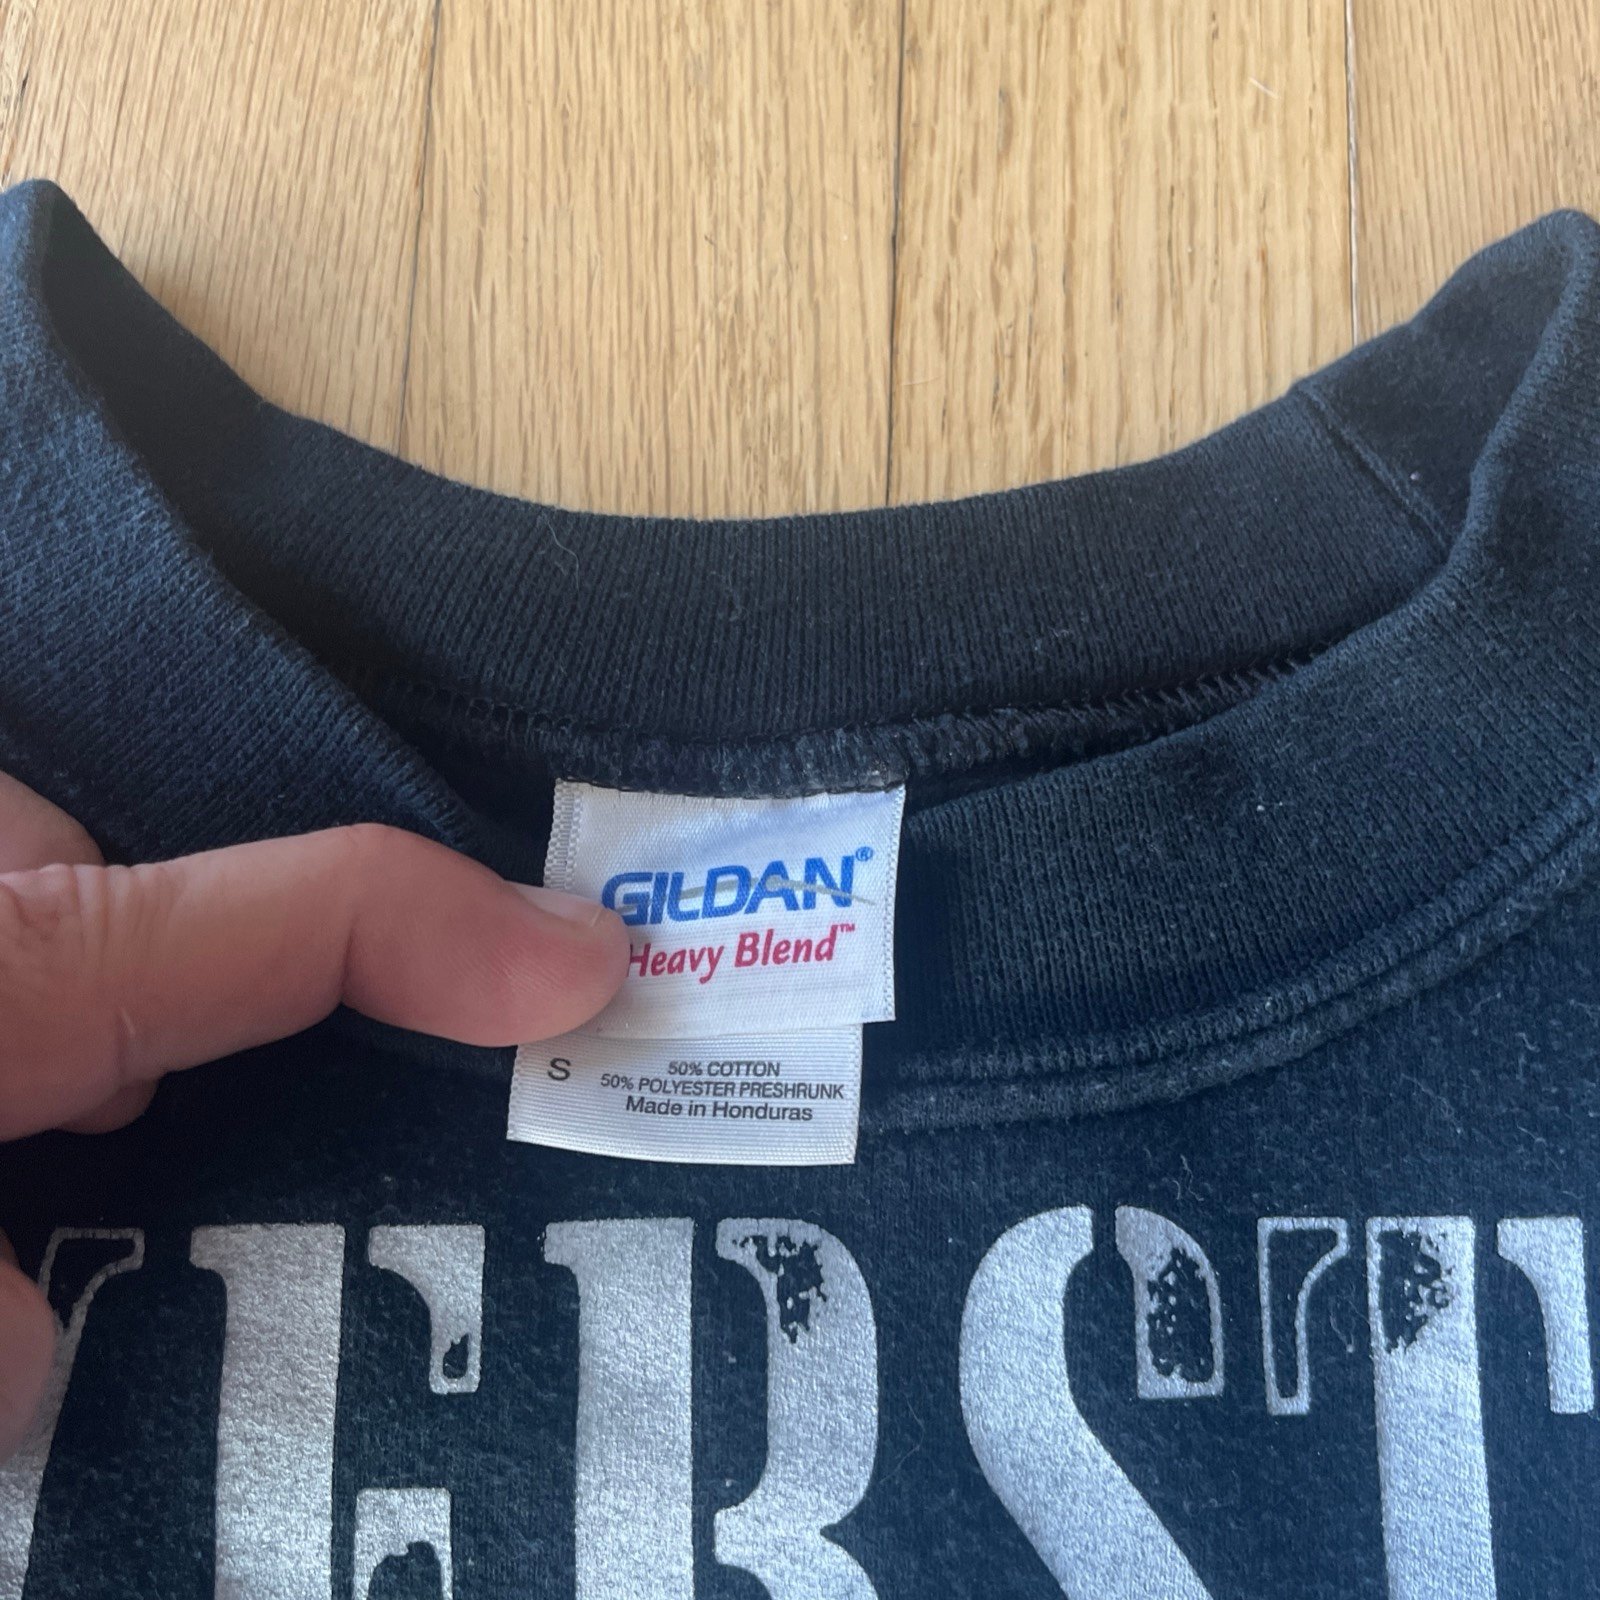 GILDAN®
Heavy Blend™
S
50% COTTON
50% POLYESTER PRESHRUNK
Made in Honduras